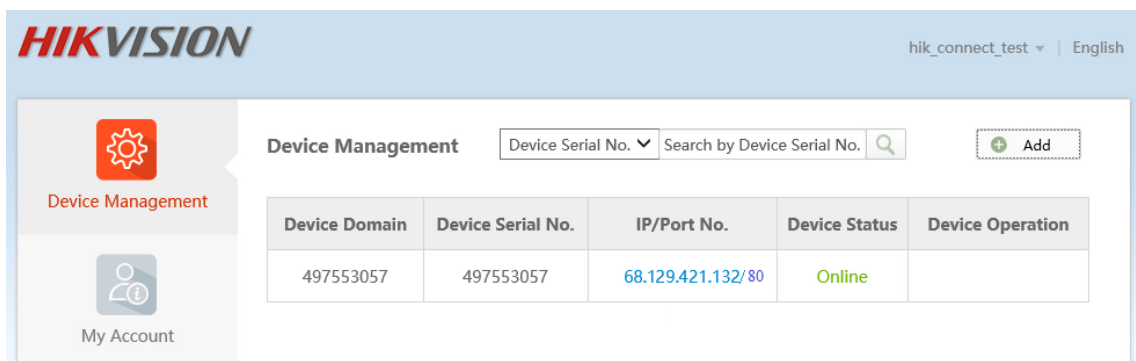 HIKVISION
hik_connect_test | English
Device Management
Device Serial No. Search by Device Serial No.
Add
Device Management
Device Domain Device Serial No. IP/Port No. Device Status Device Operation
497553057 497553057 68.129.421.132/80 Online
My Account